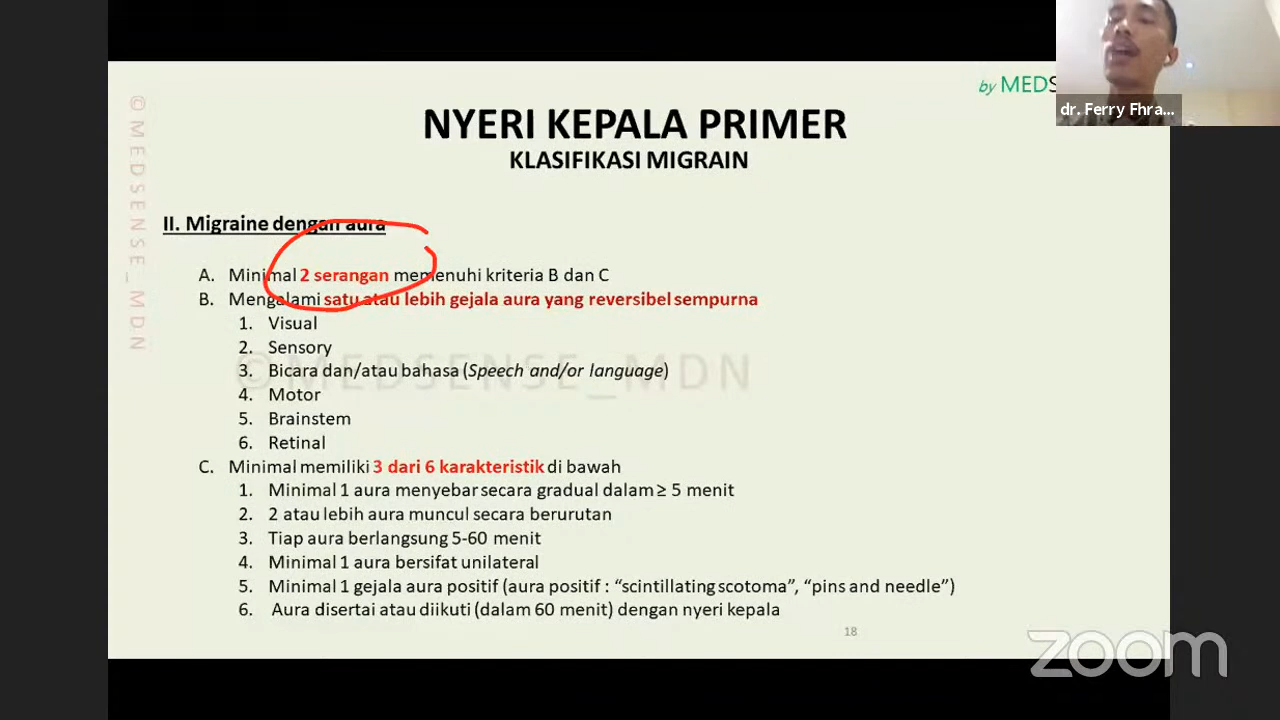 by MEDS
dr. Ferry Fhra...
©MEDSENSE_MDN
NYERI KEPALA PRIMER
KLASIFIKASI MIGRAIN
II. Migraine dengan aura
A. Minimal 2 serangan memenuhi kriteria B dan C
B. Mengalami satu atau lebih gejala aura yang reversibel sempurna
1. Visual
2. Sensory
©MEDSENSE_MDN
3. Bicara dan/atau bahasa (Speech and/or language)
4. Motor
5. Brainstem
6. Retinal
C. Minimal memiliki 3 dari 6 karakteristik di bawah
1. Minimal 1 aura menyebar secara gradual dalam ≥ 5 menit
2. 2 atau lebih aura muncul secara berurutan
3. Tiap aura berlangsung 5-60 menit
4. Minimal 1 aura bersifat unilateral
5. Minimal 1 gejala aura positif (aura positif : “scintillating scotoma”, “pins and needle”)
6. Aura disertai atau diikuti (dalam 60 menit) dengan nyeri kepala
18
zoom